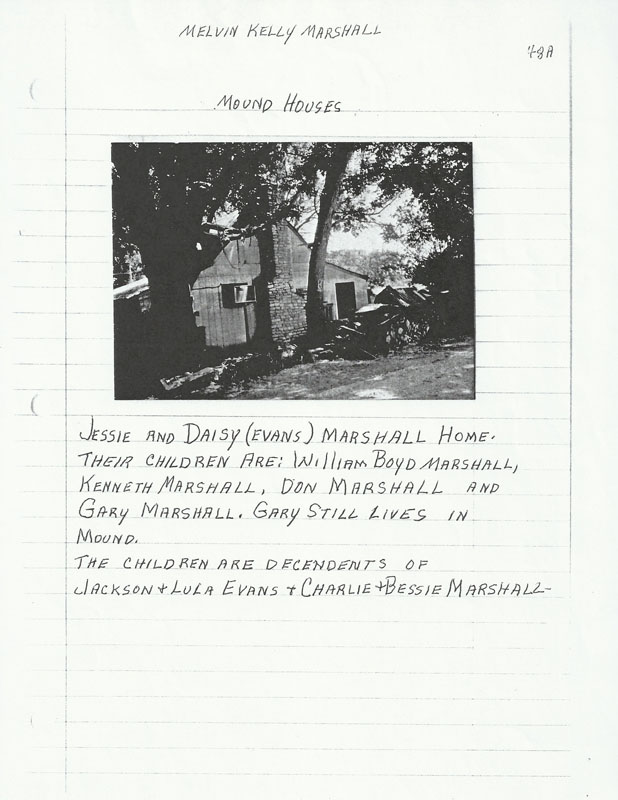 MELVIN KELLY MARSHALL
48A
MOUND HOUSES
JESSIE AND DAISY (EVANS) MARSHALL HOME.
THEIR CHILDREN ARE: WILLIAM BOYD MARSHALL,
KENNETH MARSHALL, DON MARSHALL AND
GARY MARSHALL. GARY STILL LIVES IN
MOUND.
THE CHILDREN ARE DECENDENTS OF
JACKSON + LULA EVANS + CHARLIE + BESSIE MARSHALL-